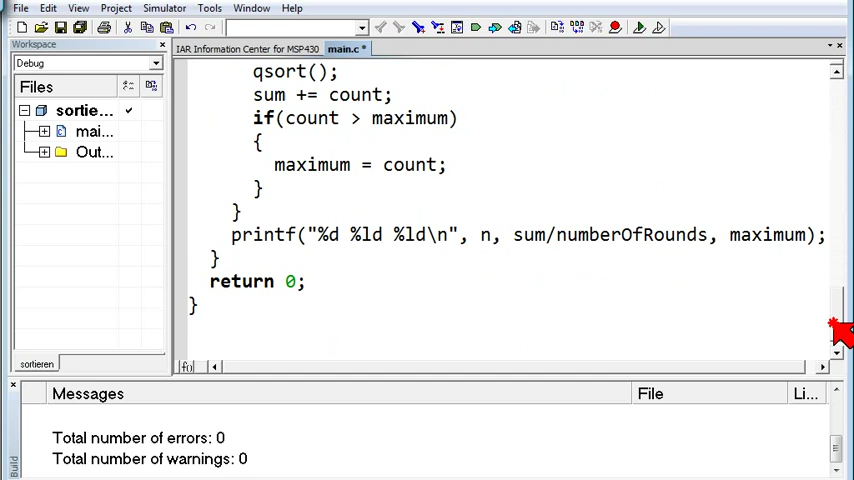 File Edit View Project Simulator Tools Window Help
Workspace
IAR Information Center for MSP430 main.c *
Debug
Files
sortie...
mai...
Out...
sortieren
qsort();
sum += count;
if(count > maximum)
{
maximum = count;
}
}
printf("%d %ld %ld\n", n, sum/numberOfRounds, maximum);
}
return 0;
}
f()
Messages File Li...
Total number of errors: 0
Total number of warnings: 0
Build